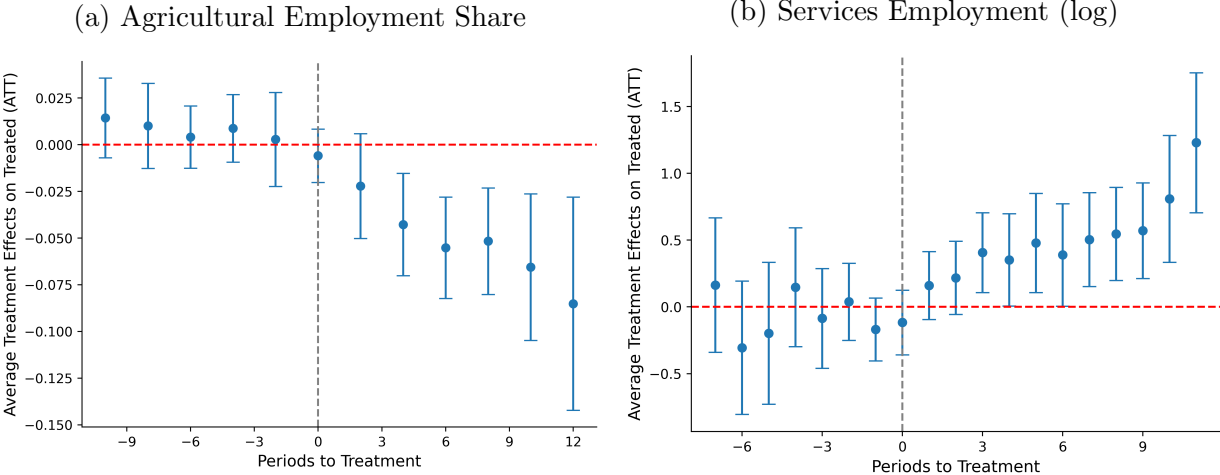 (a) Agricultural Employment Share
Average Treatment Effects on Treated (ATT)
0.025
0.000
−0.025
−0.050
−0.075
−0.100
−0.125
−0.150
−9 −6 −3 0 3 6 9 12
Periods to Treatment
(b) Services Employment (log)
Average Treatment Effects on Treated (ATT)
1.5
1.0
0.5
0.0
−0.5
−6 −3 0 3 6 9
Periods to Treatment